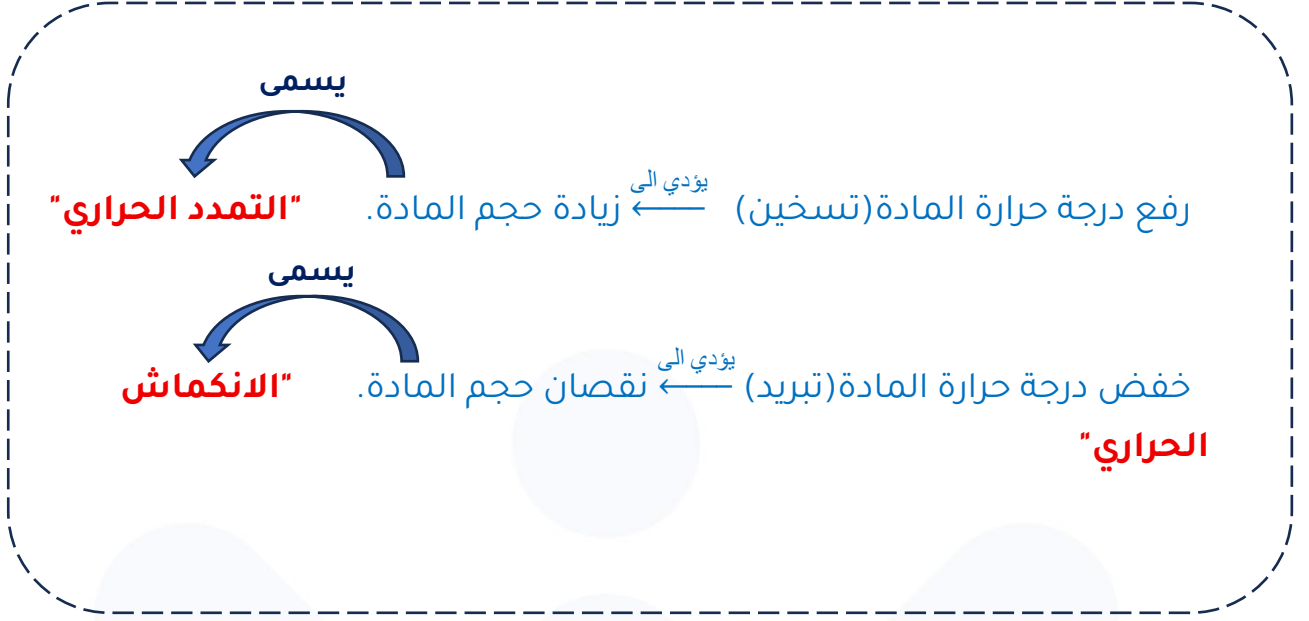 يسمى
رفع درجة حرارة المادة(تسخين) يؤدي الى ← زيادة حجم المادة. "التمدد الحراري"
يسمى
خفض درجة حرارة المادة(تبريد) يؤدي الى ← نقصان حجم المادة. "الانكماش
الحراري"